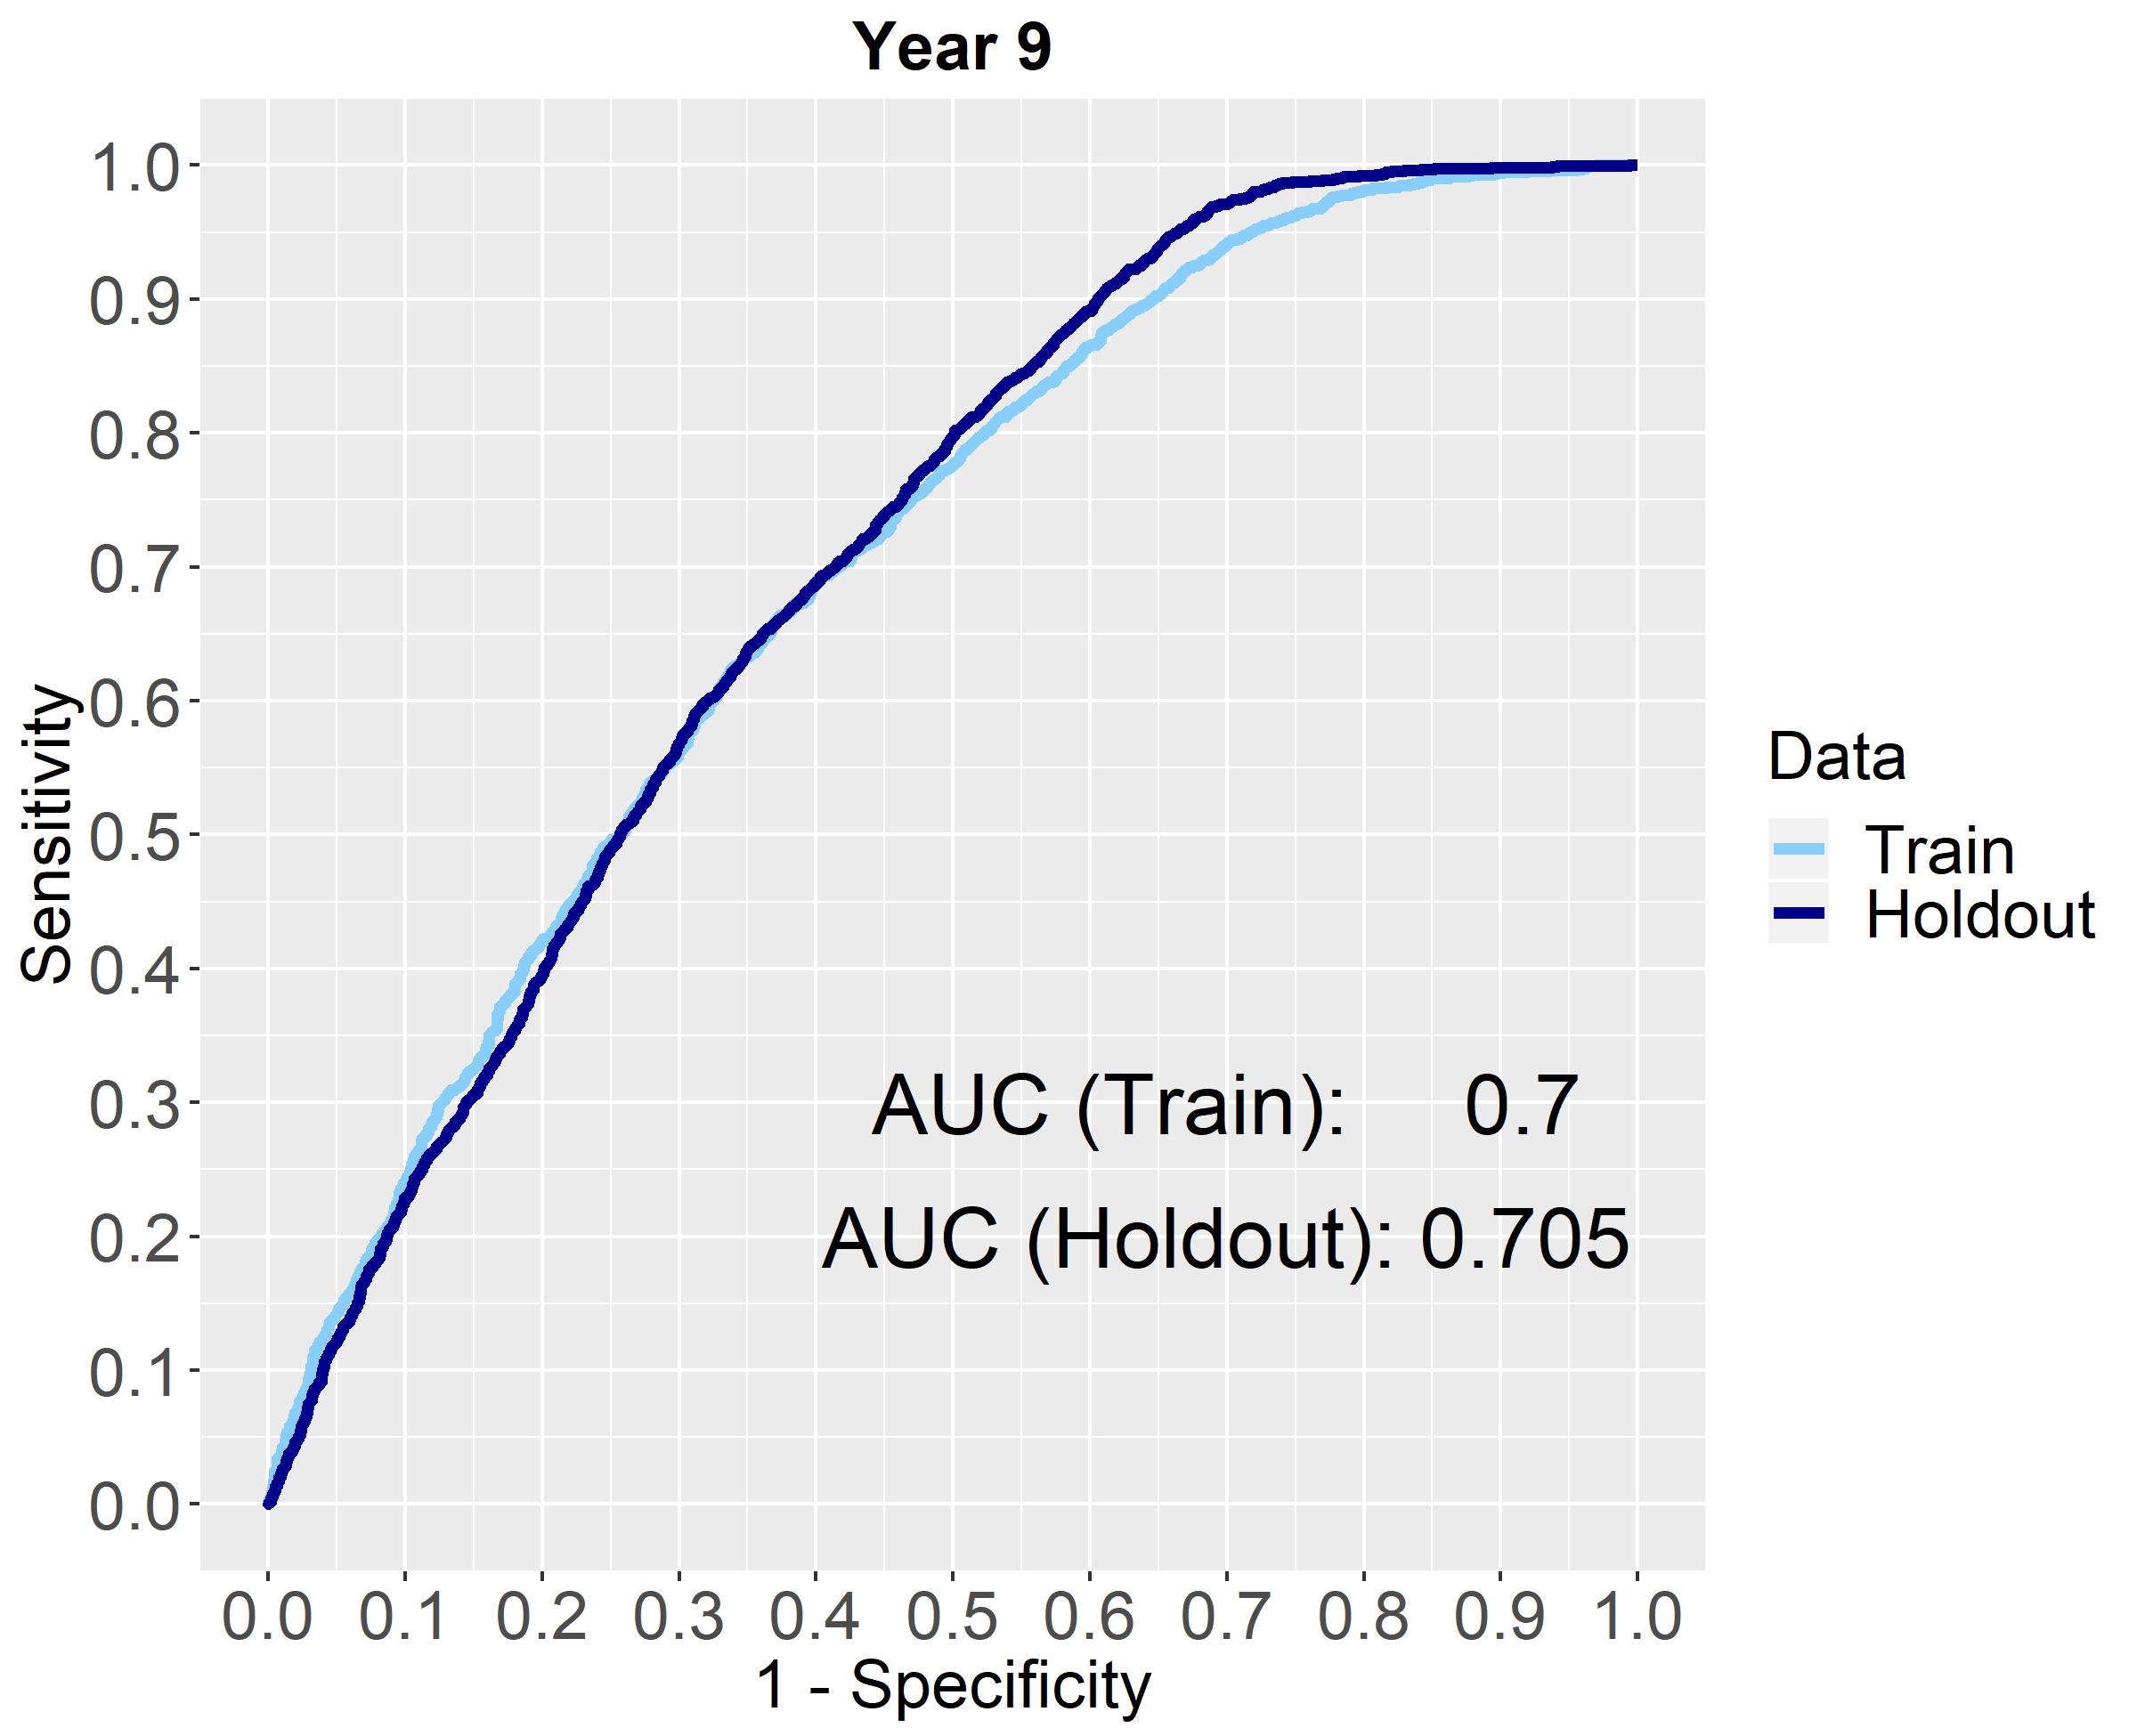 Year 9
Sensitivity
1.0
0.9
0.8
0.7
0.6
0.5
0.4
0.3
0.2
0.1
0.0
AUC (Train): 0.7
AUC (Holdout): 0.705
0.0 0.1 0.2 0.3 0.4 0.5 0.6 0.7 0.8 0.9 1.0
1 - Specificity
Data
Train
Holdout